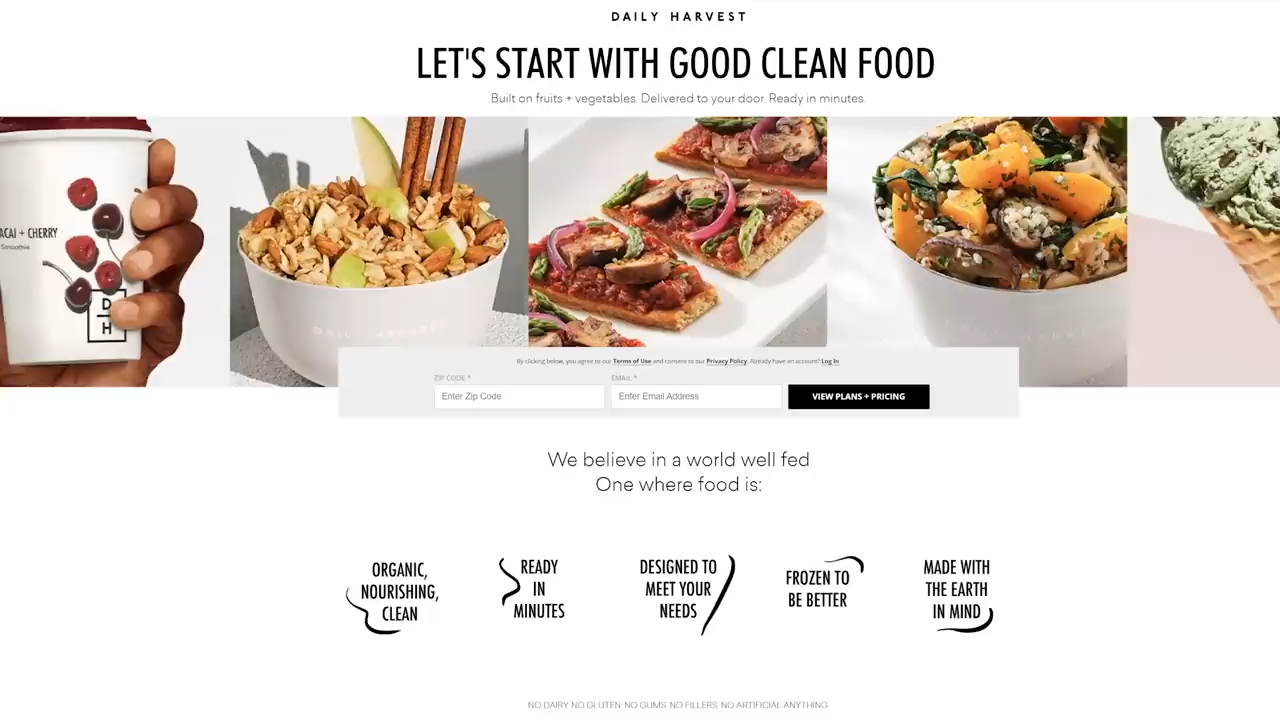 DAILY HARVEST
LET'S START WITH GOOD CLEAN FOOD
Built on fruits + vegetables. Delivered to your door. Ready in minutes.
ACAI + CHERRY
Smoothie
D
H
DAILY HARVEST
By clicking below, you agree to our Terms of Use and consent to our Privacy Policy. Already have an account? Log In
ZIP CODE *
EMAIL *
Enter Zip Code
Enter Email Address
VIEW PLANS + PRICING
We believe in a world well fed
One where food is:
ORGANIC,
NOURISHING,
CLEAN
READY
IN
MINUTES
DESIGNED TO
MEET YOUR
NEEDS
FROZEN TO
BE BETTER
MADE WITH
THE EARTH
IN MIND
NO DAIRY NO GLUTEN NO GUMS NO FILLERS NO ARTIFICIAL ANYTHING